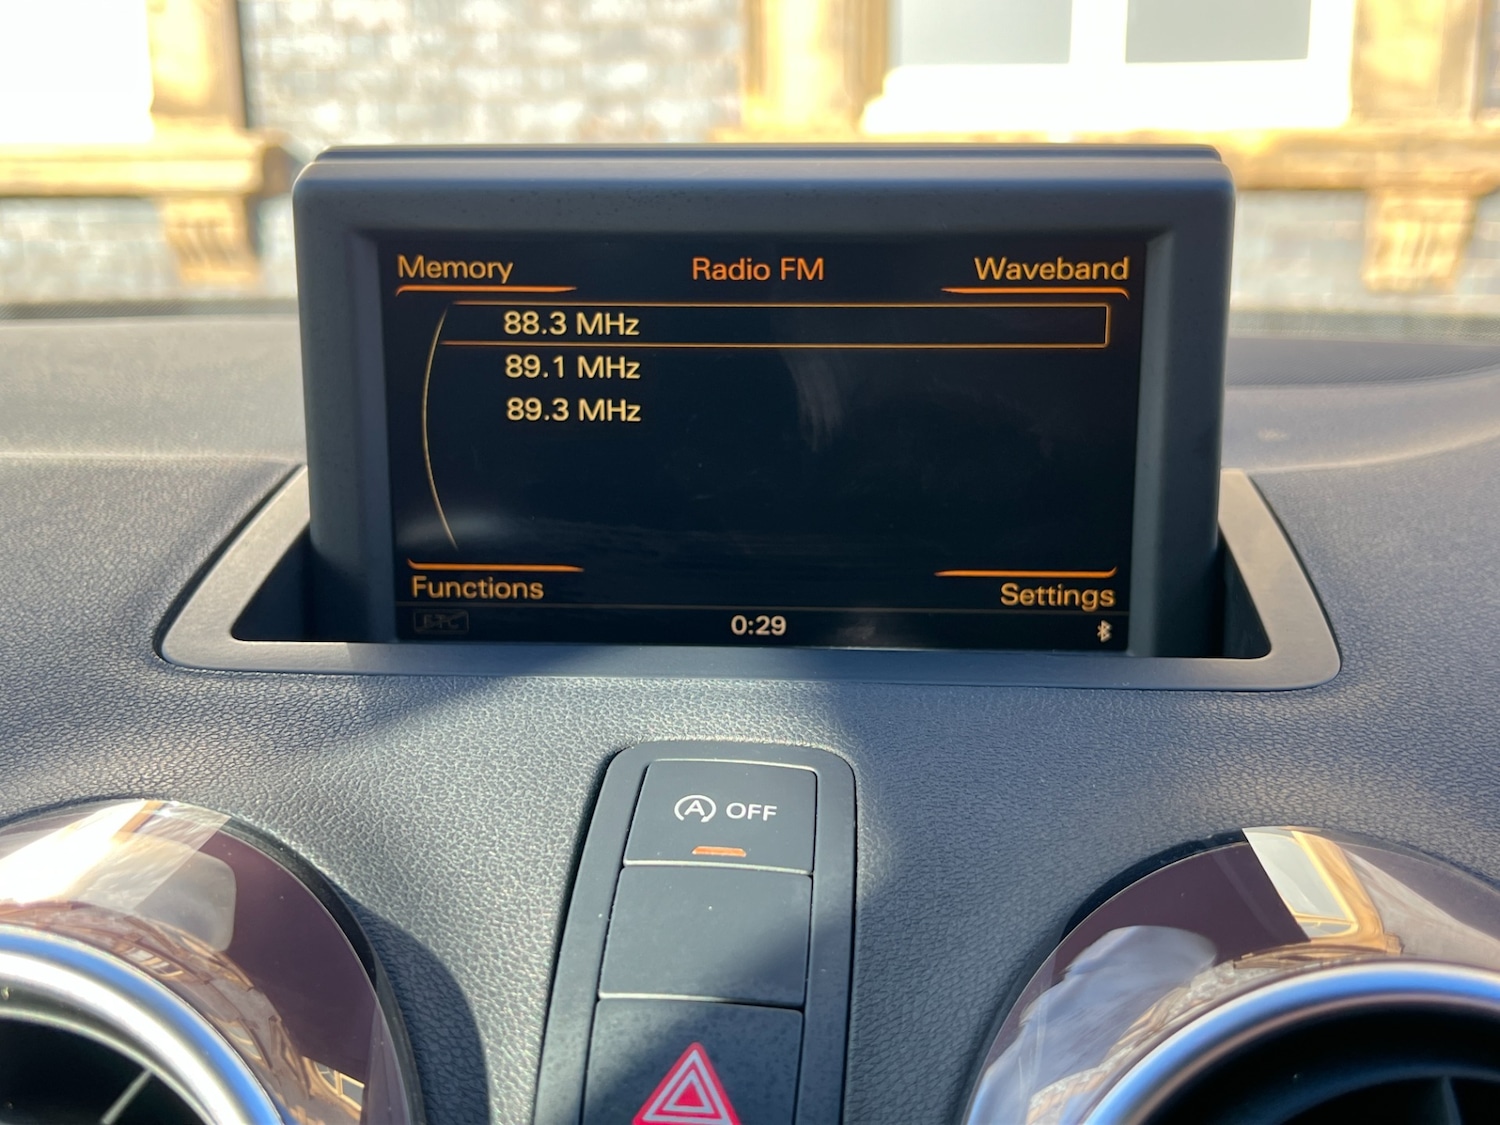 Memory Radio FM Waveband
88.3 MHz
89.1 MHz
89.3 MHz
Functions Settings
0:29
A OFF